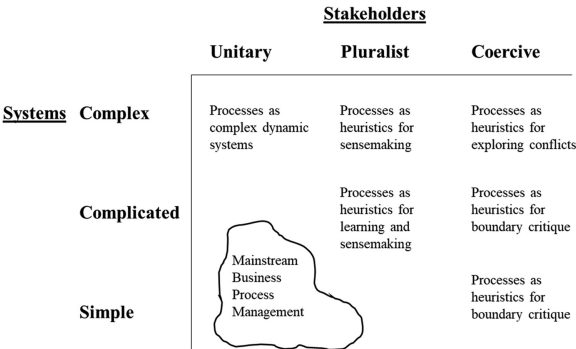 Stakeholders
Unitary Pluralist Coercive
Systems Complex
Processes as
complex dynamic
systems
Processes as
heuristics for
sensemaking
Processes as
heuristics for
exploring conflicts
Complicated
Processes as
heuristics for
learning and
sensemaking
Processes as
heuristics for
boundary critique
Simple
Mainstream
Business
Process
Management
Processes as
heuristics for
boundary critique